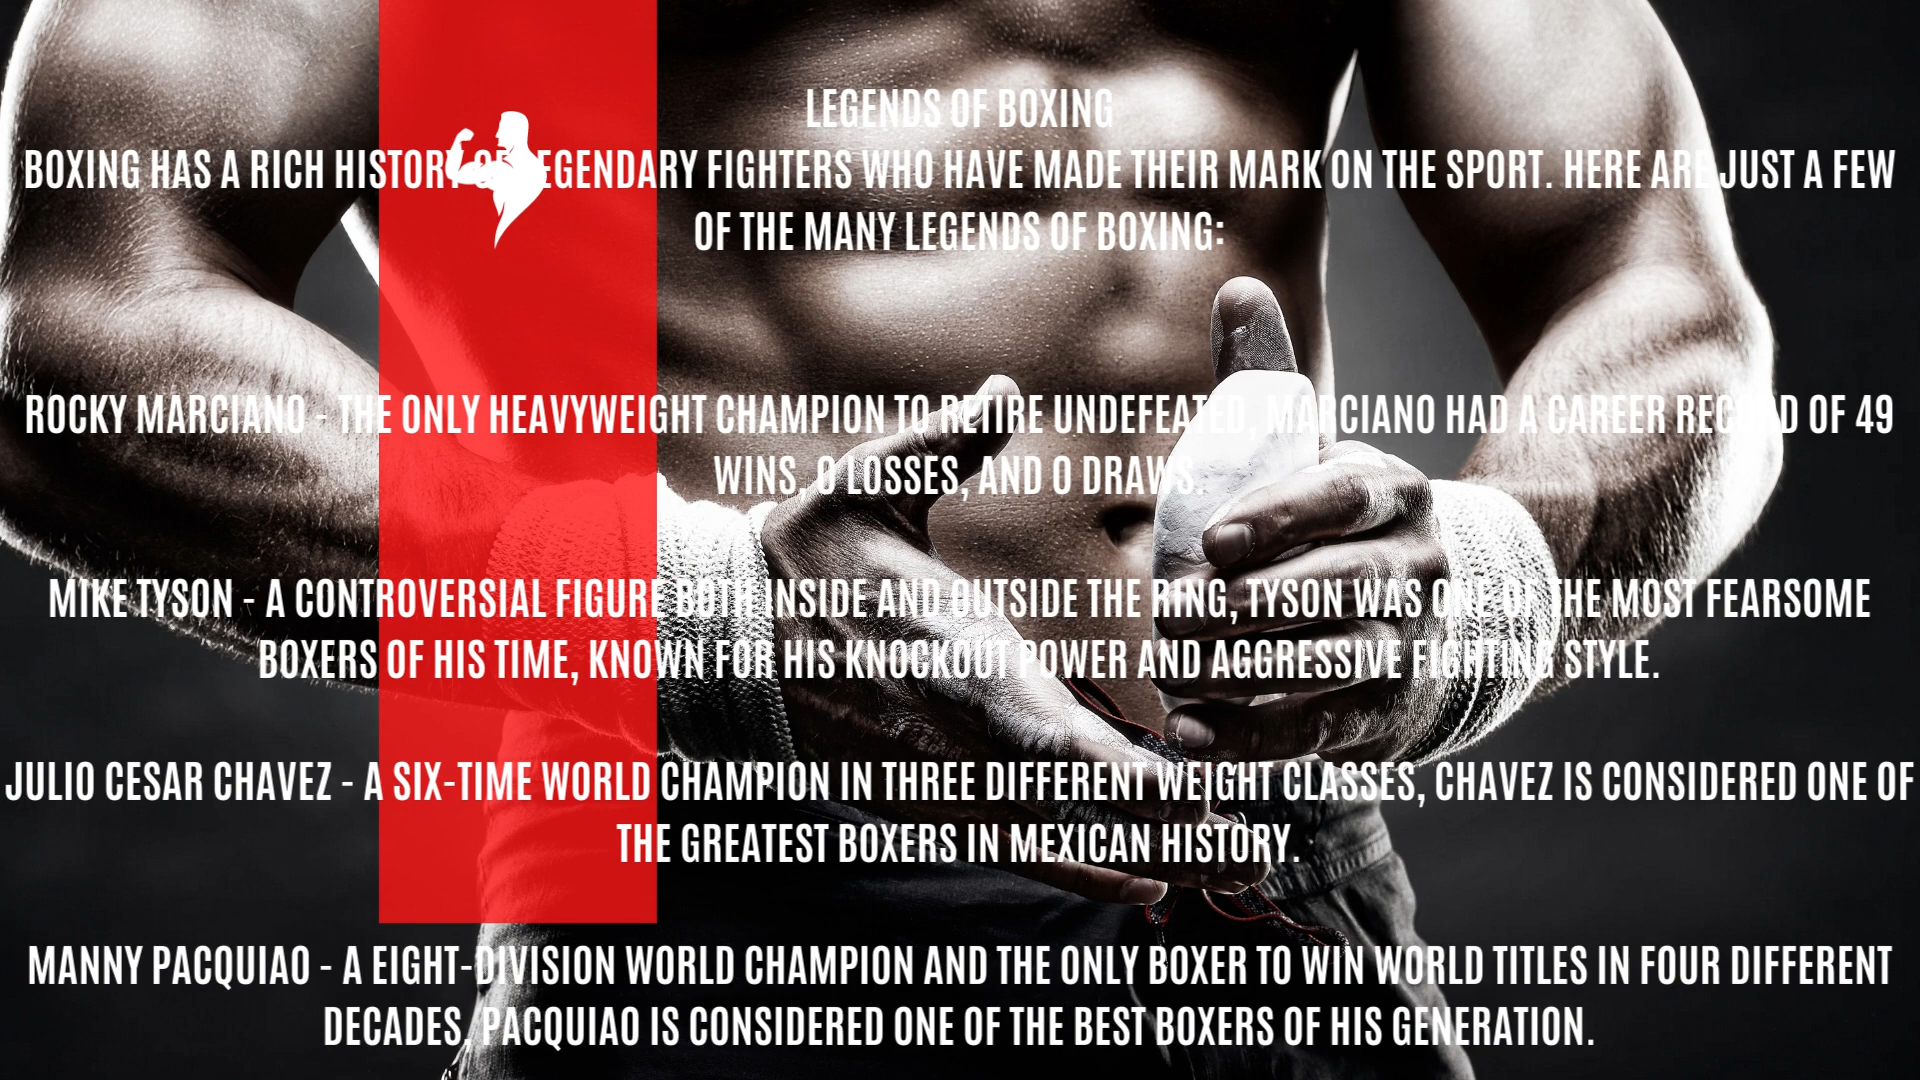 LEGENDS OF BOXING
BOXING HAS A RICH HISTORY OF LEGENDARY FIGHTERS WHO HAVE MADE THEIR MARK ON THE SPORT. HERE ARE JUST A FEW
OF THE MANY LEGENDS OF BOXING:
ROCKY MARCIANO - THE ONLY HEAVYWEIGHT CHAMPION TO RETIRE UNDEFEATED, MARCIANO HAD A CAREER RECORD OF 49
WINS, 0 LOSSES, AND 0 DRAWS.
MIKE TYSON - A CONTROVERSIAL FIGURE BOTH INSIDE AND OUTSIDE THE RING, TYSON WAS ONE OF THE MOST FEARSOME
BOXERS OF HIS TIME, KNOWN FOR HIS KNOCKOUT POWER AND AGGRESSIVE FIGHTING STYLE.
JULIO CESAR CHAVEZ - A SIX-TIME WORLD CHAMPION IN THREE DIFFERENT WEIGHT CLASSES, CHAVEZ IS CONSIDERED ONE OF
THE GREATEST BOXERS IN MEXICAN HISTORY.
MANNY PACQUIAO - A EIGHT-DIVISION WORLD CHAMPION AND THE ONLY BOXER TO WIN WORLD TITLES IN FOUR DIFFERENT
DECADES, PACQUIAO IS CONSIDERED ONE OF THE BEST BOXERS OF HIS GENERATION.